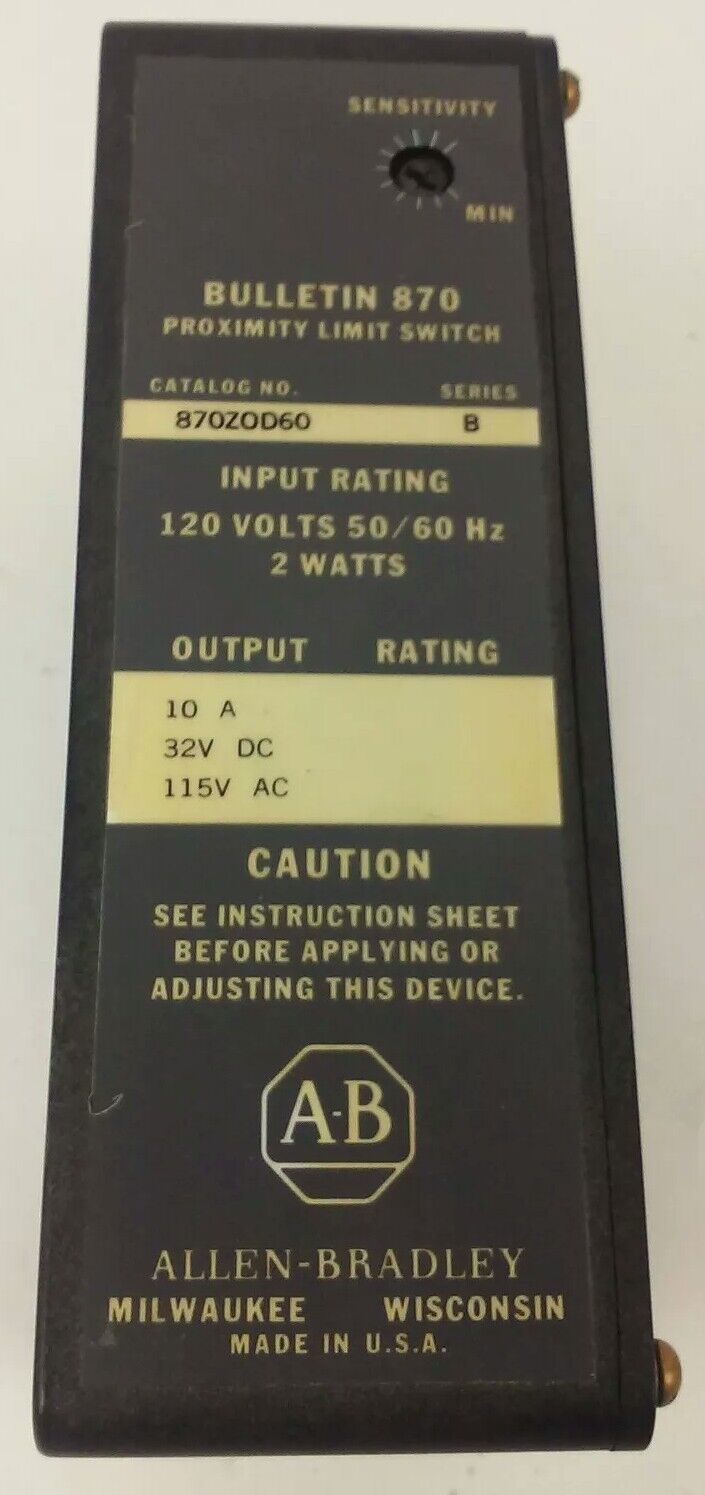 SENSITIVITY
MIN
BULLETIN 870
PROXIMITY LIMIT SWITCH
CATALOG NO. SERIES
870ZOD60 B
INPUT RATING
120 VOLTS 50/60 Hz
2 WATTS
OUTPUT RATING
10 A
32V DC
115V AC
CAUTION
SEE INSTRUCTION SHEET
BEFORE APPLYING OR
ADJUSTING THIS DEVICE.
A-B
ALLEN-BRADLEY
MILWAUKEE WISCONSIN
MADE IN U.S.A.